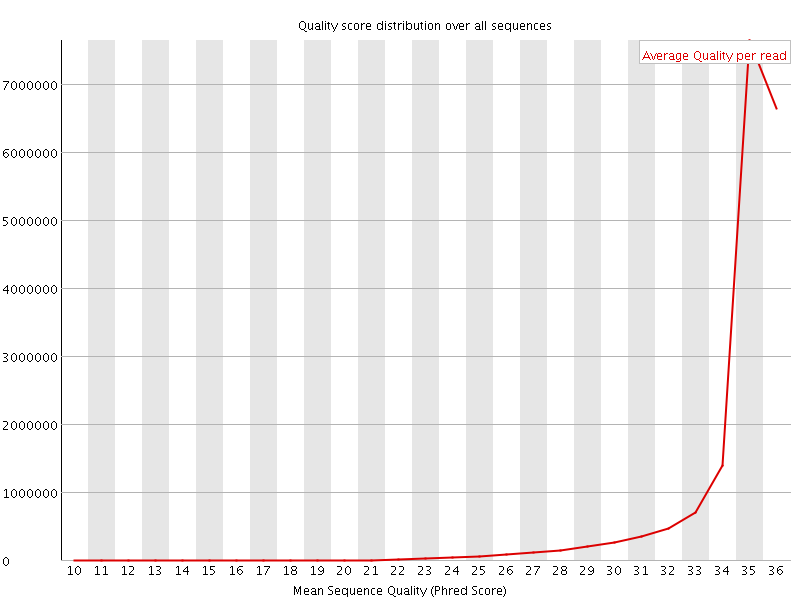 Quality score distribution over all sequences
Average Quality per read
7000000
6000000
5000000
4000000
3000000
2000000
1000000
0
10 11 12 13 14 15 16 17 18 19 20 21 22 23 24 25 26 27 28 29 30 31 32 33 34 35 36
Mean Sequence Quality (Phred Score)